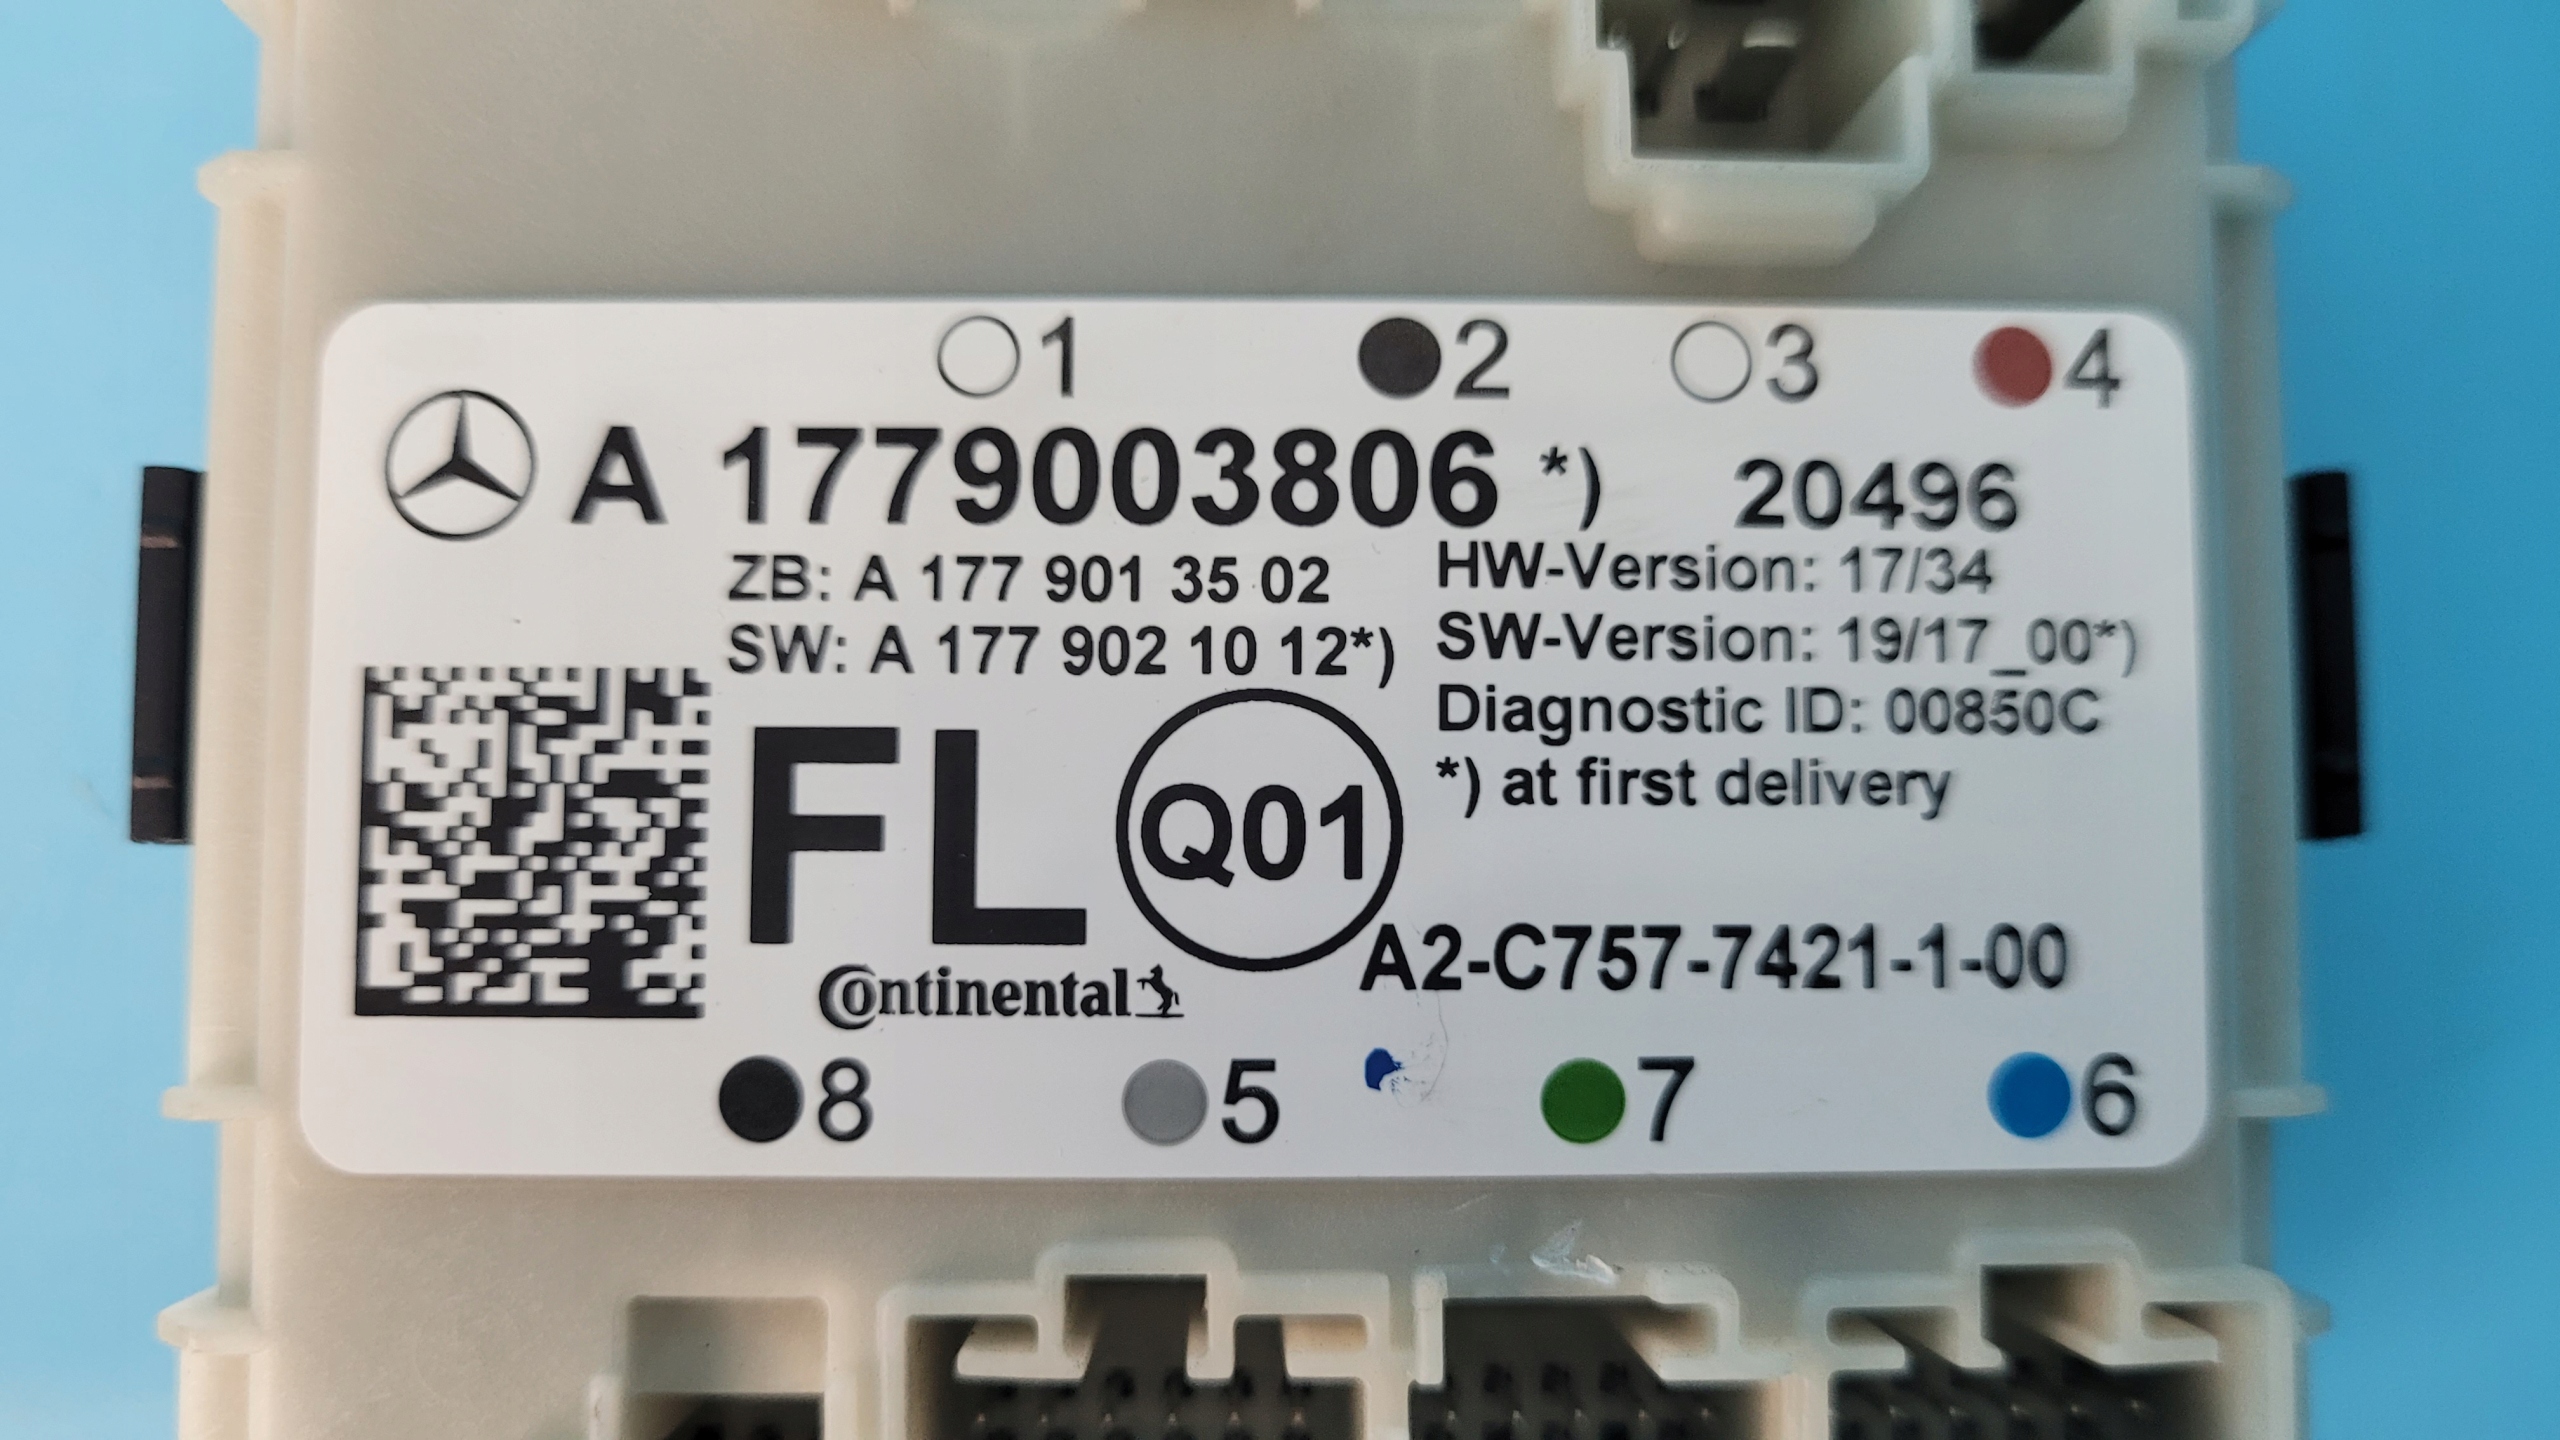 1 2 3 4
A 1779003806 *) 20496
ZB: A 177 901 35 02
HW-Version: 17/34
SW: A 177 902 10 12*)
SW-Version: 19/17_00*)
Diagnostic ID: 00850C
*) at first delivery
FL
Q01
A2-C757-7421-1-00
Continental
8 5 7 6